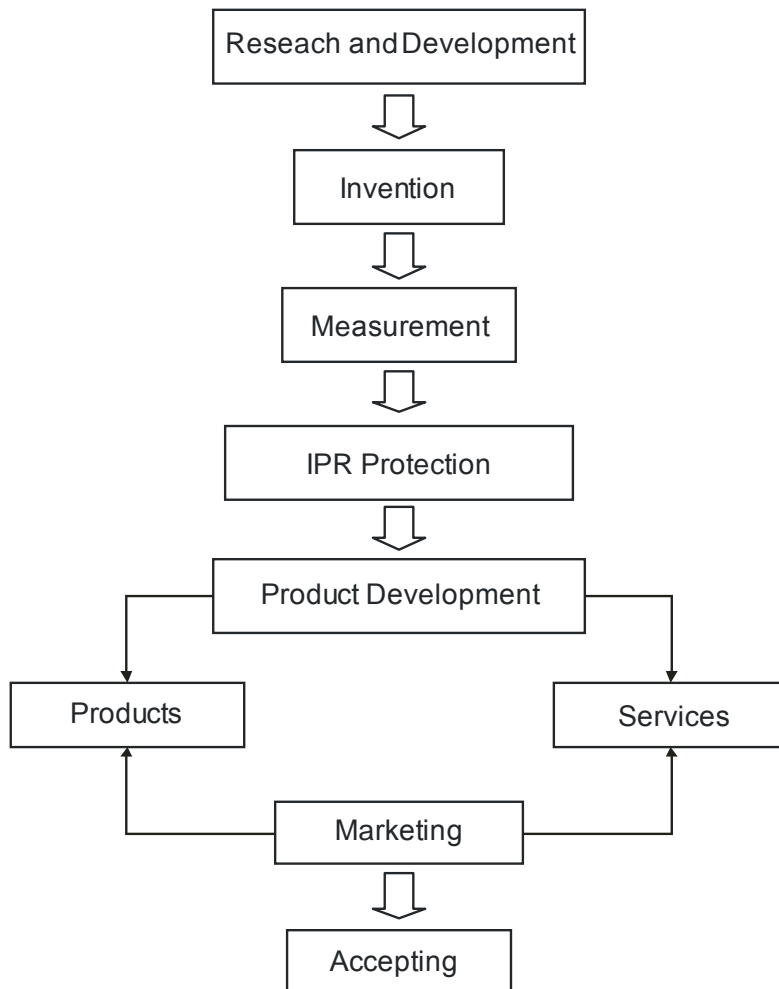 Reseach and Development
Invention
Measurement
IPR Protection
Product Development
Products
Services
Marketing
Accepting